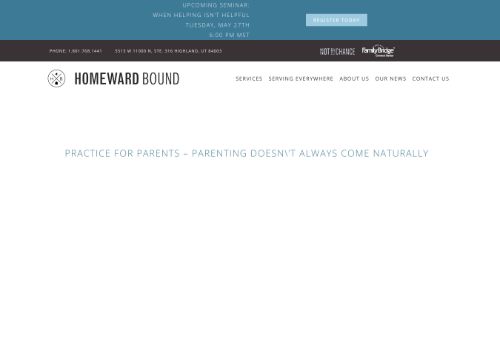 UPCOMING SEMINAR:
WHEN HELPING ISN'T HELPFUL
TUESDAY, MAY 27TH
6:00 PM MST
REGISTER TODAY
PHONE: 1.801.768.1441
5513 W 11000 N, STE. 316 HIGHLAND, UT 84003
NOT BY CHANCE
FamilyBridge
HOMEWARD BOUND
SERVICES
SERVING EVERYWHERE
ABOUT US
OUR NEWS
CONTACT US
PRACTICE FOR PARENTS – PARENTING DOESN\'T ALWAYS COME NATURALLY